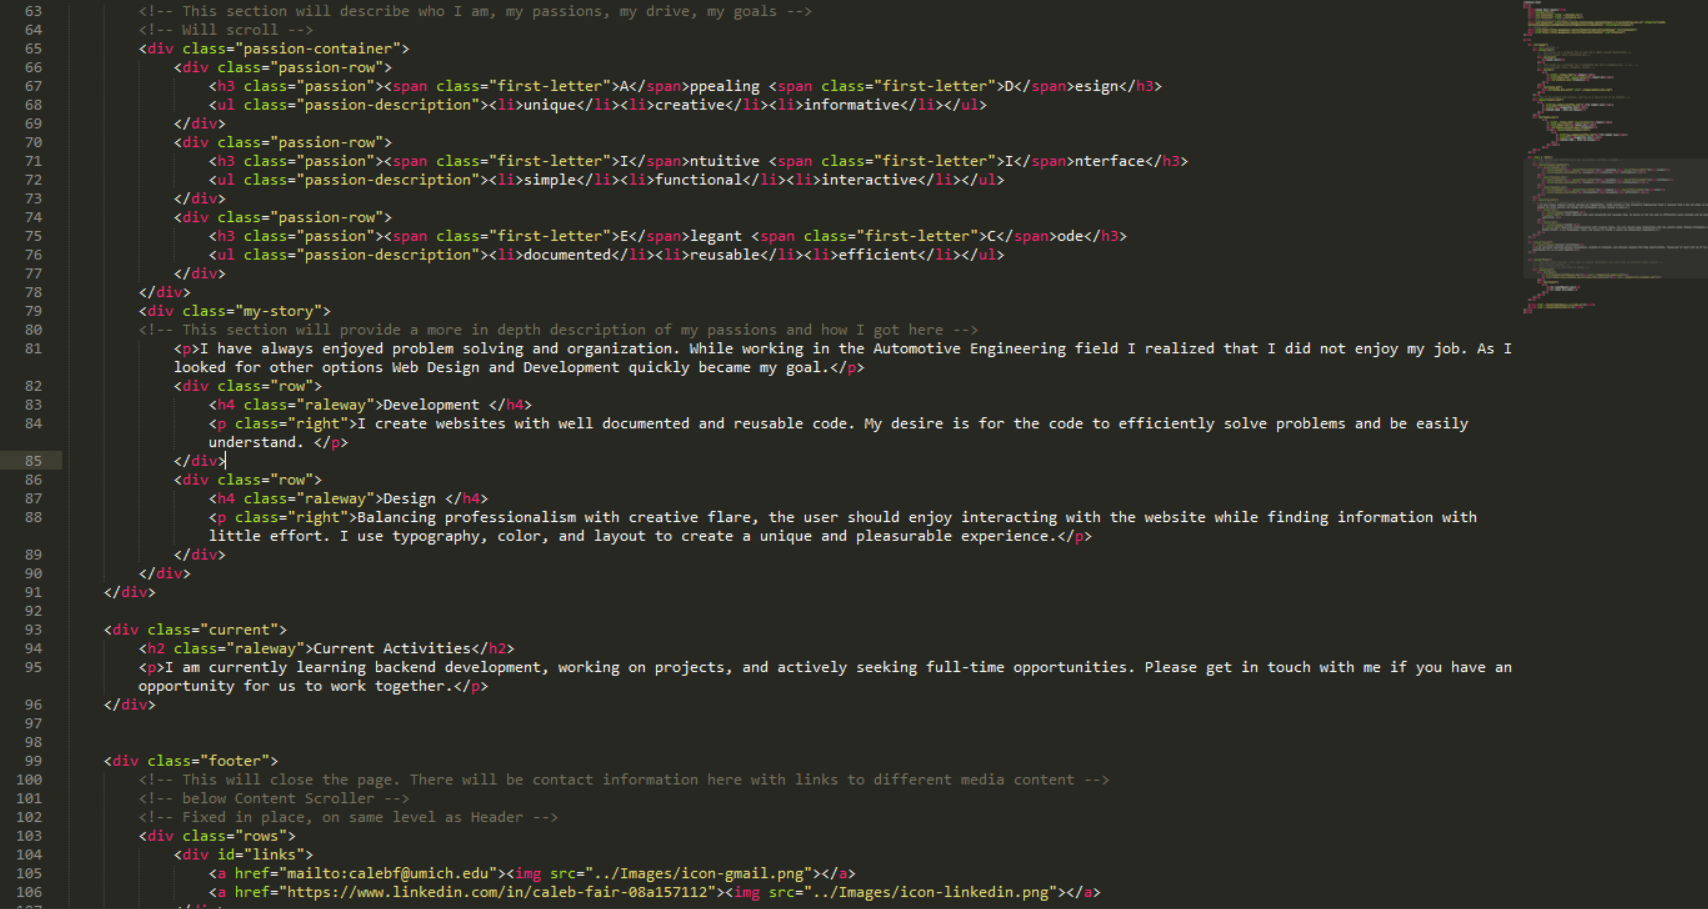 63 <!-- This section will describe who I am, my passions, my drive, my goals -->
64 <!-- Will scroll -->
65 <div class="passion-container">
66 <div class="passion-row">
67 <h3 class="passion"><span class="first-letter">A</span>ppealing <span class="first-letter">D</span>esign</h3>
68 <ul class="passion-description"><li>unique</li><li>creative</li><li>informative</li></ul>
69 </div>
70 <div class="passion-row">
71 <h3 class="passion"><span class="first-letter">I</span>ntuitive <span class="first-letter">I</span>nterface</h3>
72 <ul class="passion-description"><li>simple</li><li>functional</li><li>interactive</li></ul>
73 </div>
74 <div class="passion-row">
75 <h3 class="passion"><span class="first-letter">E</span>legant <span class="first-letter">C</span>ode</h3>
76 <ul class="passion-description"><li>documented</li><li>reusable</li><li>efficient</li></ul>
77 </div>
78 </div>
79 <div class="my-story">
80 <!-- This section will provide a more in depth description of my passions and how I got here -->
81 <p>I have always enjoyed problem solving and organization. While working in the Automotive Engineering field I realized that I did not enjoy my job. As I
looked for other options Web Design and Development quickly became my goal.</p>
82 <div class="row">
83 <h4 class="raleway">Development </h4>
84 <p class="right">I create websites with well documented and reusable code. My desire is for the code to efficiently solve problems and be easily
understand. </p>
85 </div>
86 <div class="row">
87 <h4 class="raleway">Design </h4>
88 <p class="right">Balancing professionalism with creative flare, the user should enjoy interacting with the website while finding information with
little effort. I use typography, color, and layout to create a unique and pleasurable experience.</p>
89 </div>
90 </div>
91 </div>
92
93 <div class="current">
94 <h2 class="raleway">Current Activities</h2>
95 <p>I am currently learning backend development, working on projects, and actively seeking full-time opportunities. Please get in touch with me if you have an
opportunity for us to work together.</p>
96 </div>
97
98
99 <div class="footer">
100 <!-- This will close the page. There will be contact information here with links to different media content -->
101 <!-- below Content Scroller -->
102 <!-- Fixed in place, on same level as Header -->
103 <div class="rows">
104 <div id="links">
105 <a href="mailto:calebf@umich.edu"><img src="../Images/icon-gmail.png"></a>
106 <a href="https://www.linkedin.com/in/caleb-fair-08a157112"><img src="../Images/icon-linkedin.png"></a>